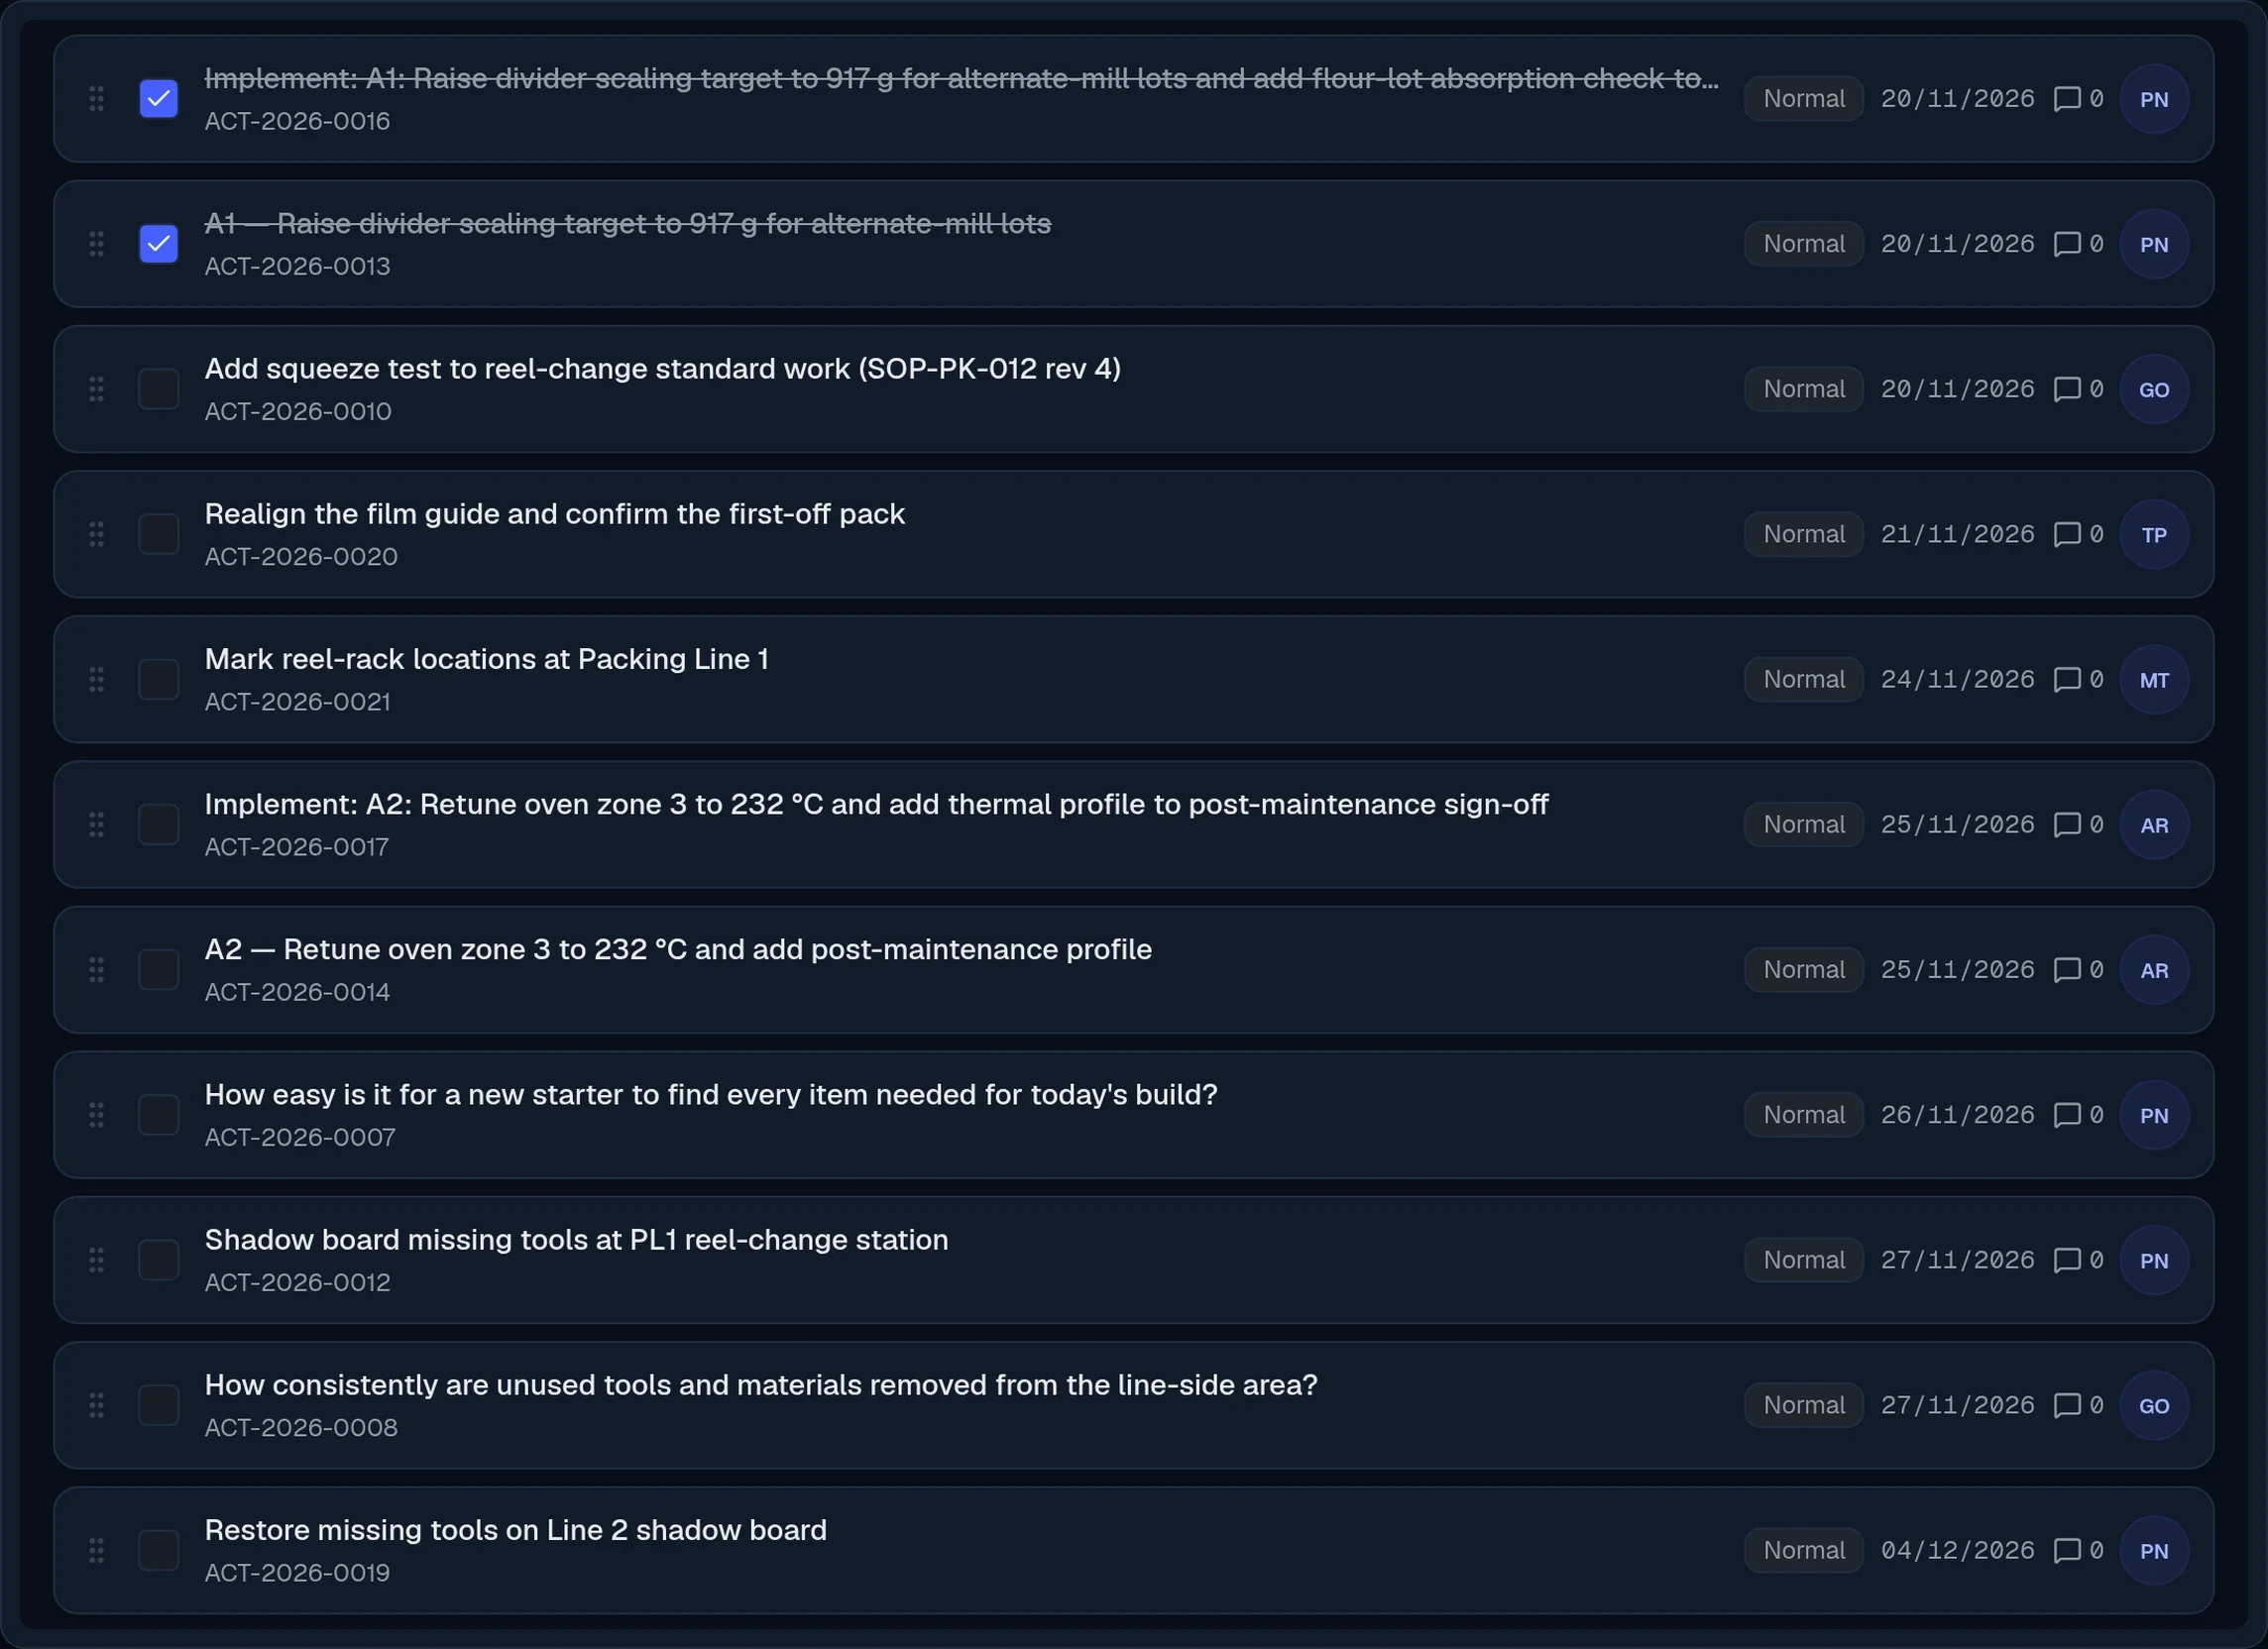 Implement: A1: Raise divider scaling target to 917 g for alternate-mill lots and add flour-lot absorption check to... Normal 20/11/2026 0 PN
ACT-2026-0016
A1 — Raise divider scaling target to 917 g for alternate-mill lots Normal 20/11/2026 0 PN
ACT-2026-0013
Add squeeze test to reel-change standard work (SOP-PK-012 rev 4) Normal 20/11/2026 0 GO
ACT-2026-0010
Realign the film guide and confirm the first-off pack Normal 21/11/2026 0 TP
ACT-2026-0020
Mark reel-rack locations at Packing Line 1 Normal 24/11/2026 0 MT
ACT-2026-0021
Implement: A2: Retune oven zone 3 to 232 °C and add thermal profile to post-maintenance sign-off Normal 25/11/2026 0 AR
ACT-2026-0017
A2 — Retune oven zone 3 to 232 °C and add post-maintenance profile Normal 25/11/2026 0 AR
ACT-2026-0014
How easy is it for a new starter to find every item needed for today's build? Normal 26/11/2026 0 PN
ACT-2026-0007
Shadow board missing tools at PL1 reel-change station Normal 27/11/2026 0 PN
ACT-2026-0012
How consistently are unused tools and materials removed from the line-side area? Normal 27/11/2026 0 GO
ACT-2026-0008
Restore missing tools on Line 2 shadow board Normal 04/12/2026 0 PN
ACT-2026-0019